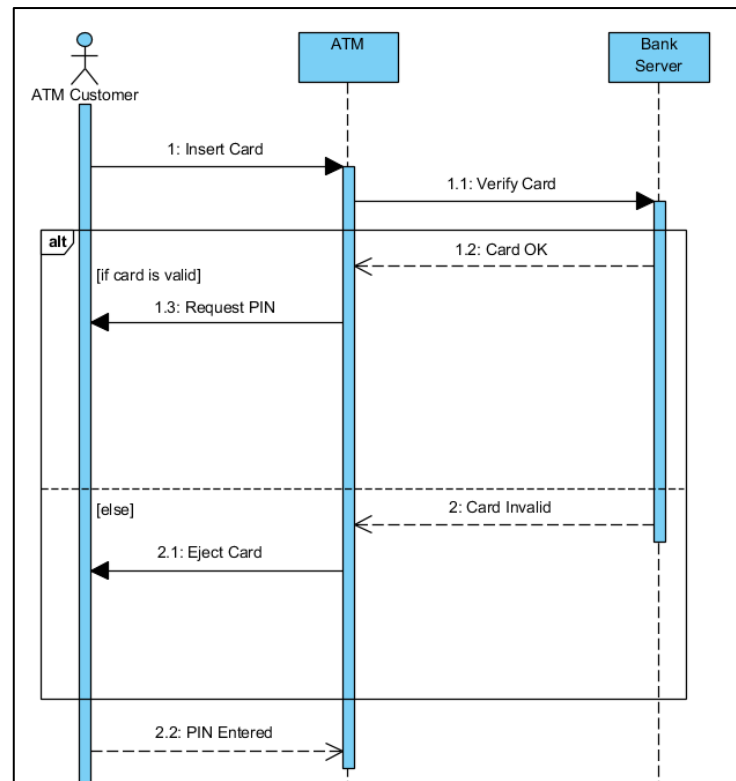 ATM
Bank
Server
ATM Customer
1: Insert Card
1.1: Verify Card
alt
1.2: Card OK
[if card is valid]
1.3: Request PIN
[else]
2: Card Invalid
2.1: Eject Card
2.2: PIN Entered